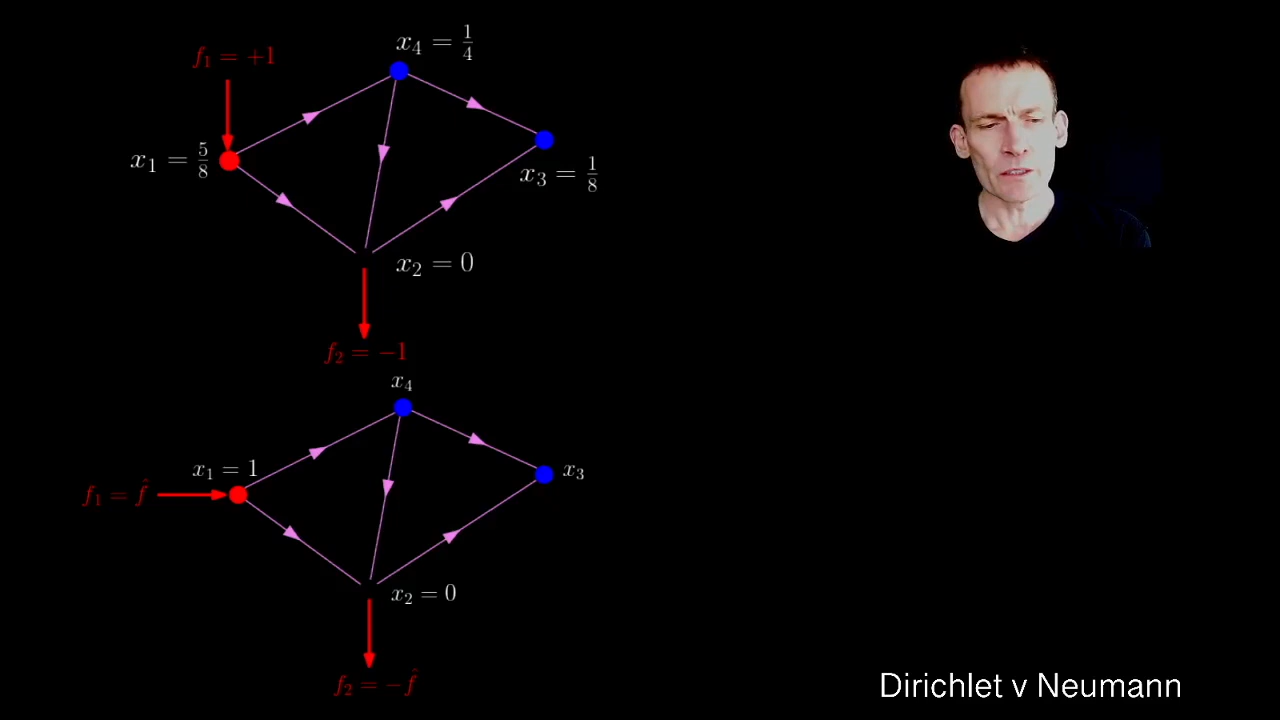 f₁ = +1
x₄ = 1/4
x₁ = 5/8
x₃ = 1/8
x₂ = 0
f₂ = −1
x₄
x₁ = 1
x₃
f₁ = f̂
x₂ = 0
f₂ = −f̂
Dirichlet v Neumann